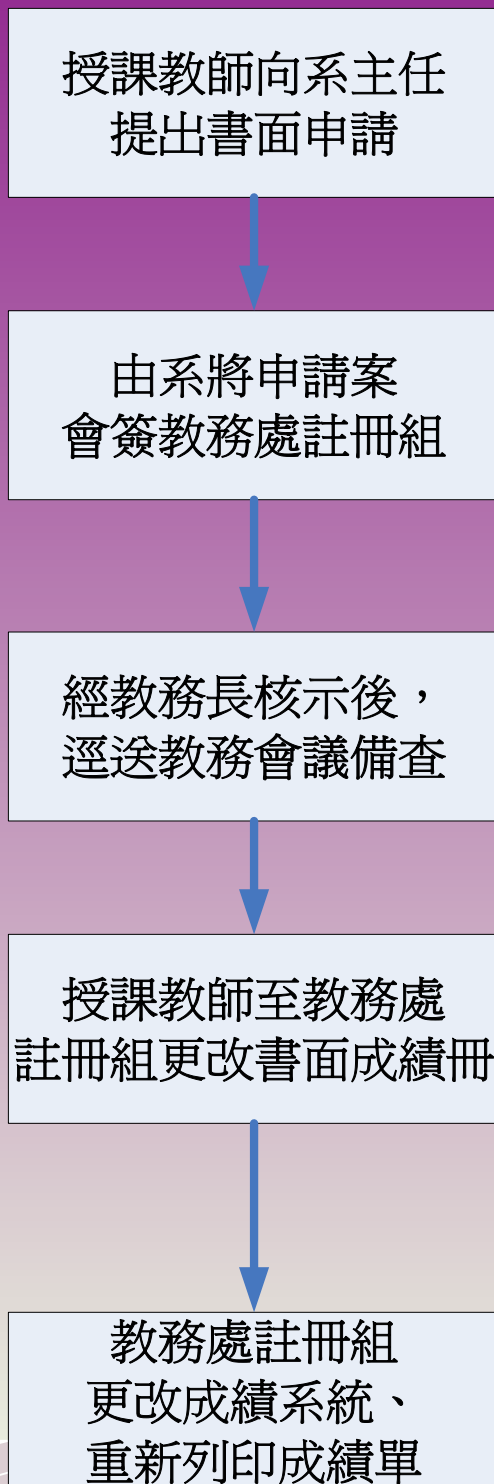 授課教師向系主任
提出書面申請
由系將申請案
會簽教務處註冊組
經教務長核示後，
逕送教務會議備查
授課教師至教務處
註冊組更改書面成績冊
教務處註冊組
更改成績系統、
重新列印成績單